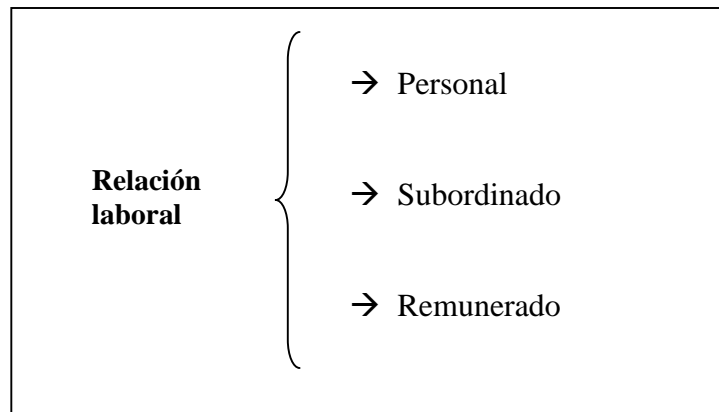 → Personal
Relación
laboral
→ Subordinado
→ Remunerado